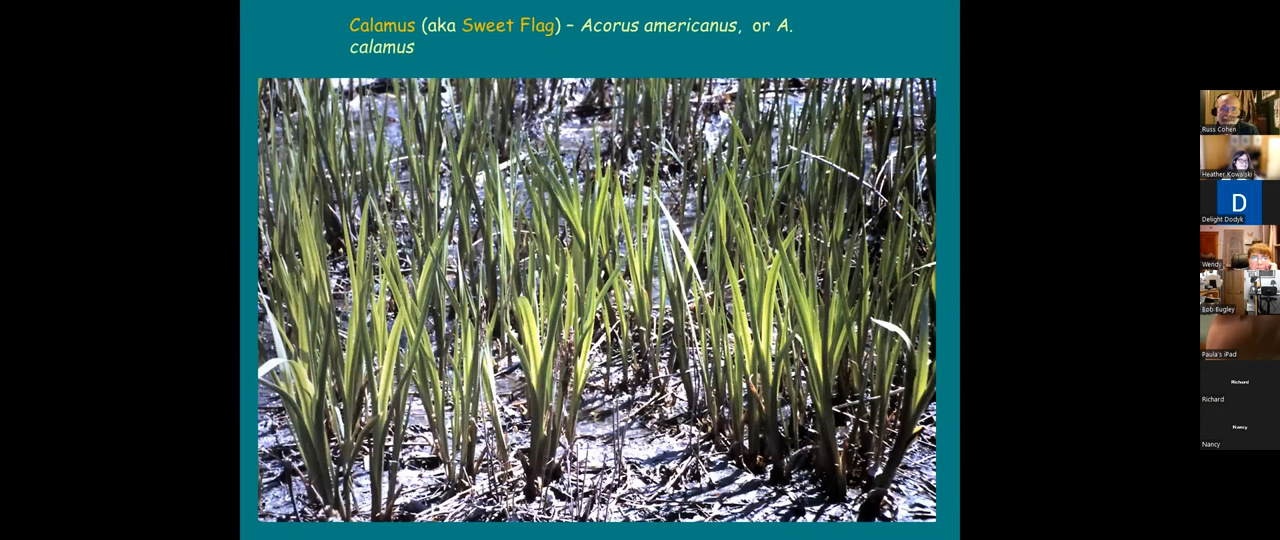 Calamus (aka Sweet Flag) – Acorus americanus, or A.
calamus
Russ Cohen
Heather Kowalski
D
Delight Dodyk
Wendy
Bob Bugley
Paula's iPad
Richard
Richard
Nancy
Nancy